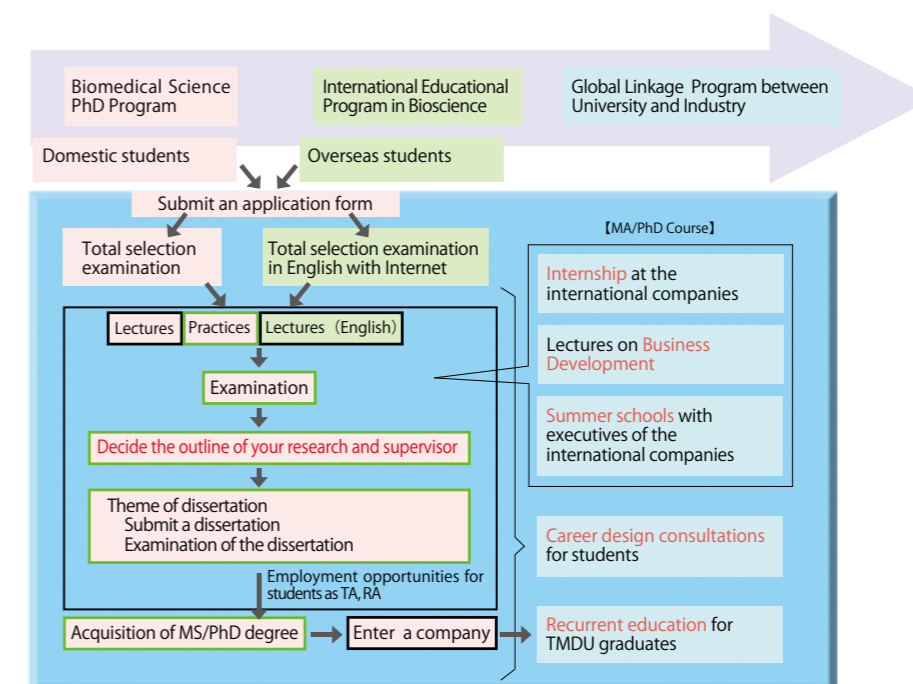 Biomedical Science
PhD Program
International Educational
Program in Bioscience
Global Linkage Program between
University and Industry
Domestic students
Overseas students
Submit an application form
Total selection
examination
Total selection examination
in English with Internet
Lectures
Practices
Lectures（English）
Examination
Decide the outline of your research and supervisor
Theme of dissertation
Submit a dissertation
Examination of the dissertation
Employment opportunities for
students as TA, RA
Acquisition of MS/PhD degree
Enter a company
【MA/PhD Course】
Internship at the
international companies
Lectures on Business
Development
Summer schools with
executives of the
international companies
Career design consultations
for students
Recurrent education for
TMDU graduates